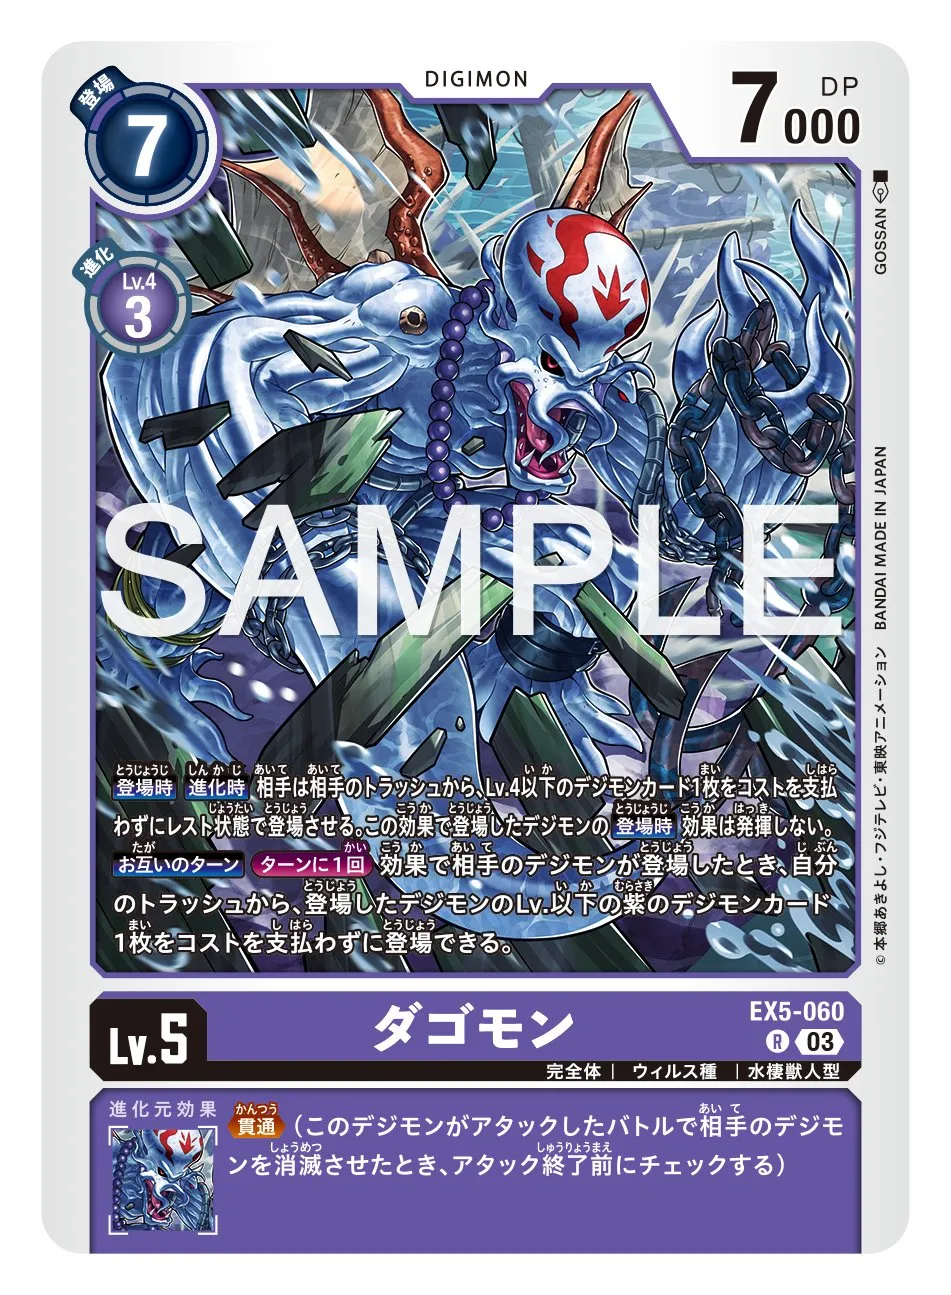 DIGIMON
登場
7
7000
DP
進化
Lv.4
3
GOSSAN
BANDAI MADE IN JAPAN
©本郷あきよし・フジテレビ・東映アニメーション
SAMPLE
登場時 進化時 相手は相手のトラッシュから、Lv.4以下のデジモンカード1枚をコストを支払
わずにレスト状態で登場させる。この効果で登場したデジモンの 登場時 効果は発揮しない。
お互いのターン ターンに1回 効果で相手のデジモンが登場したとき、自分
のトラッシュから、登場したデジモンのLv.以下の紫のデジモンカード
1枚をコストを支払わずに登場できる。
Lv.5
ダゴモン
EX5-060
R 03
完全体 | ウィルス種 | 水棲獣人型
進化元効果
貫通 (このデジモンがアタックしたバトルで相手のデジモ
ンを消滅させたとき、アタック終了前にチェックする)